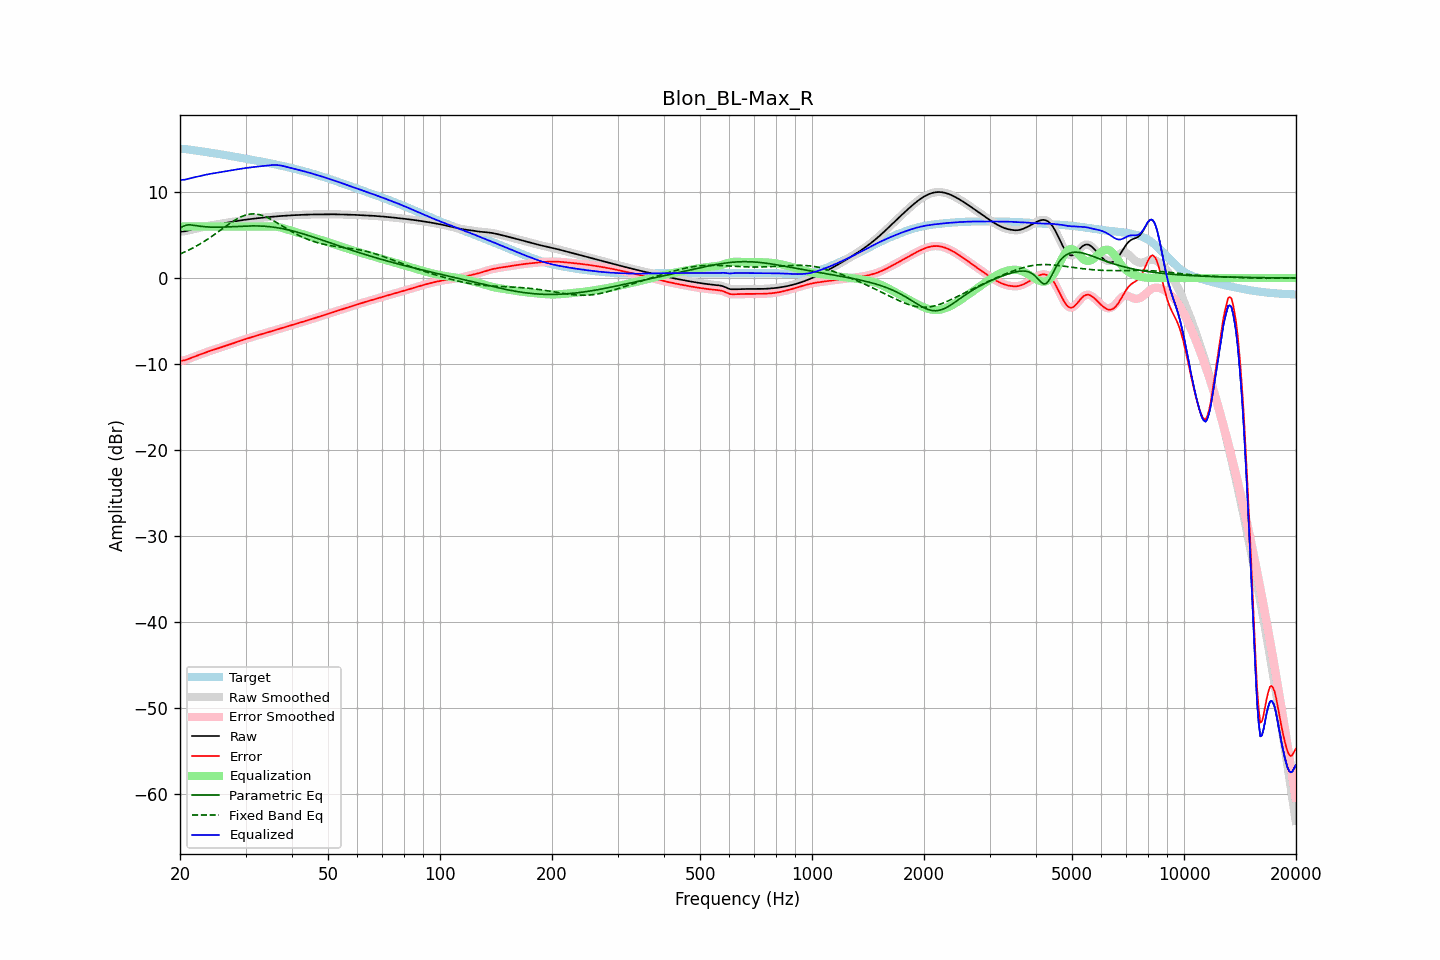 Blon_BL-Max_R
Amplitude (dBr)
10
0
−10
−20
−30
−40
−50
−60
Target
Raw Smoothed
Error Smoothed
Raw
Error
Equalization
Parametric Eq
Fixed Band Eq
Equalized
20 50 100 200 500 1000 2000 5000 10000 20000
Frequency (Hz)